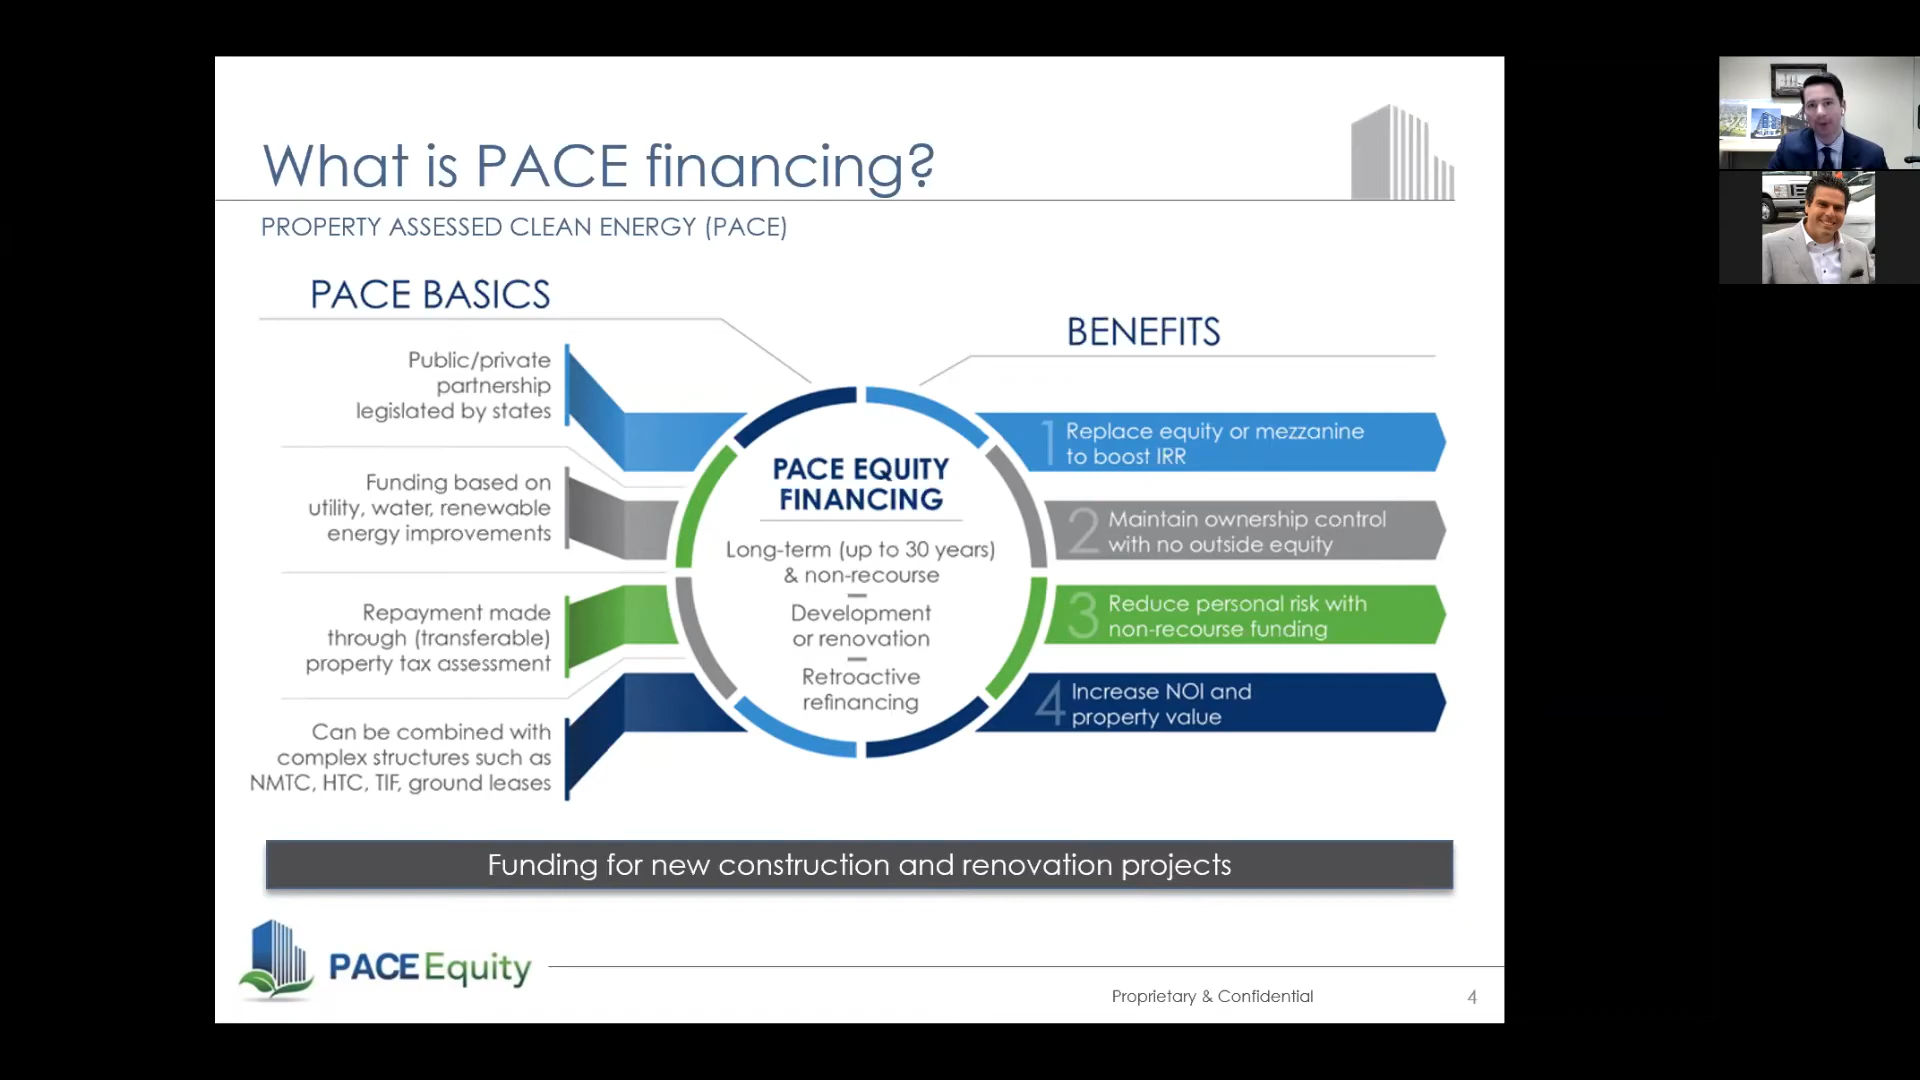 What is PACE financing?
PROPERTY ASSESSED CLEAN ENERGY (PACE)
PACE BASICS
Public/private
partnership
legislated by states
Funding based on
utility, water, renewable
energy improvements
Repayment made
through (transferable)
property tax assessment
Can be combined with
complex structures such as
NMTC, HTC, TIF, ground leases
PACE EQUITY
FINANCING
Long-term (up to 30 years)
& non-recourse
Development
or renovation
Retroactive
refinancing
BENEFITS
1 Replace equity or mezzanine
to boost IRR
2 Maintain ownership control
with no outside equity
3 Reduce personal risk with
non-recourse funding
4 Increase NOI and
property value
Funding for new construction and renovation projects
PACE Equity
Proprietary & Confidential
4